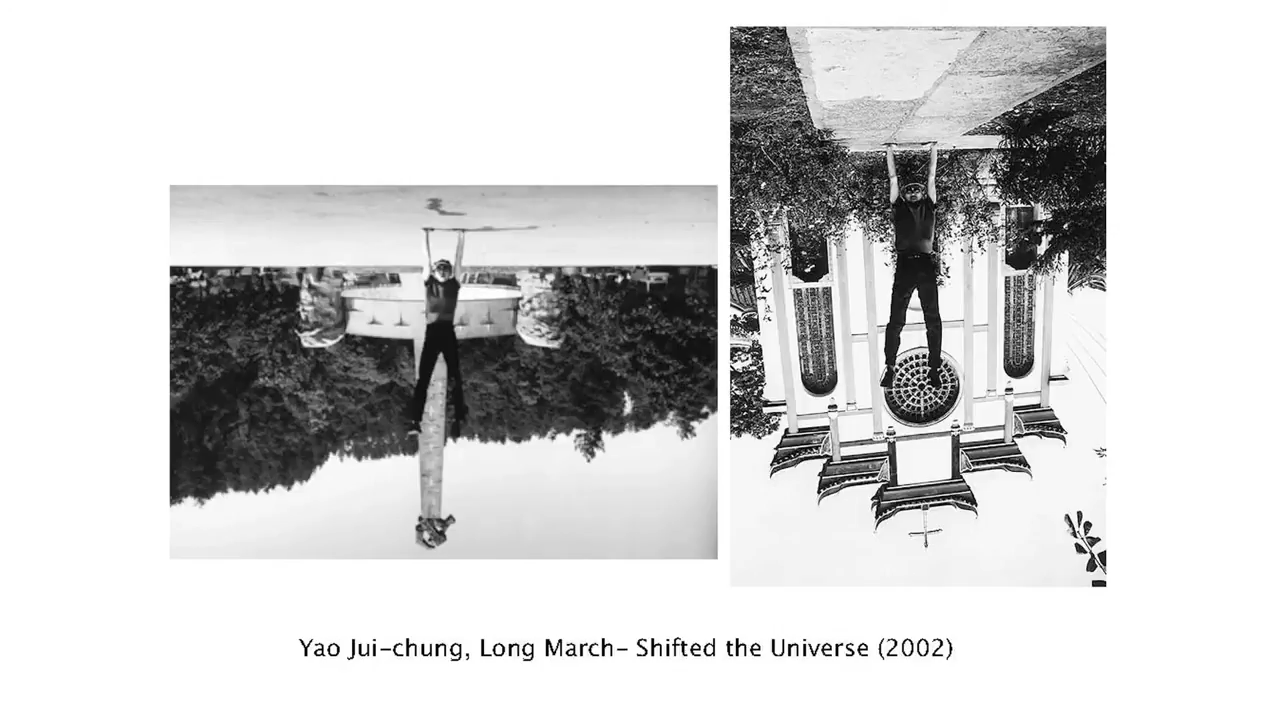 Yao Jui-chung, Long March- Shifted the Universe (2002)